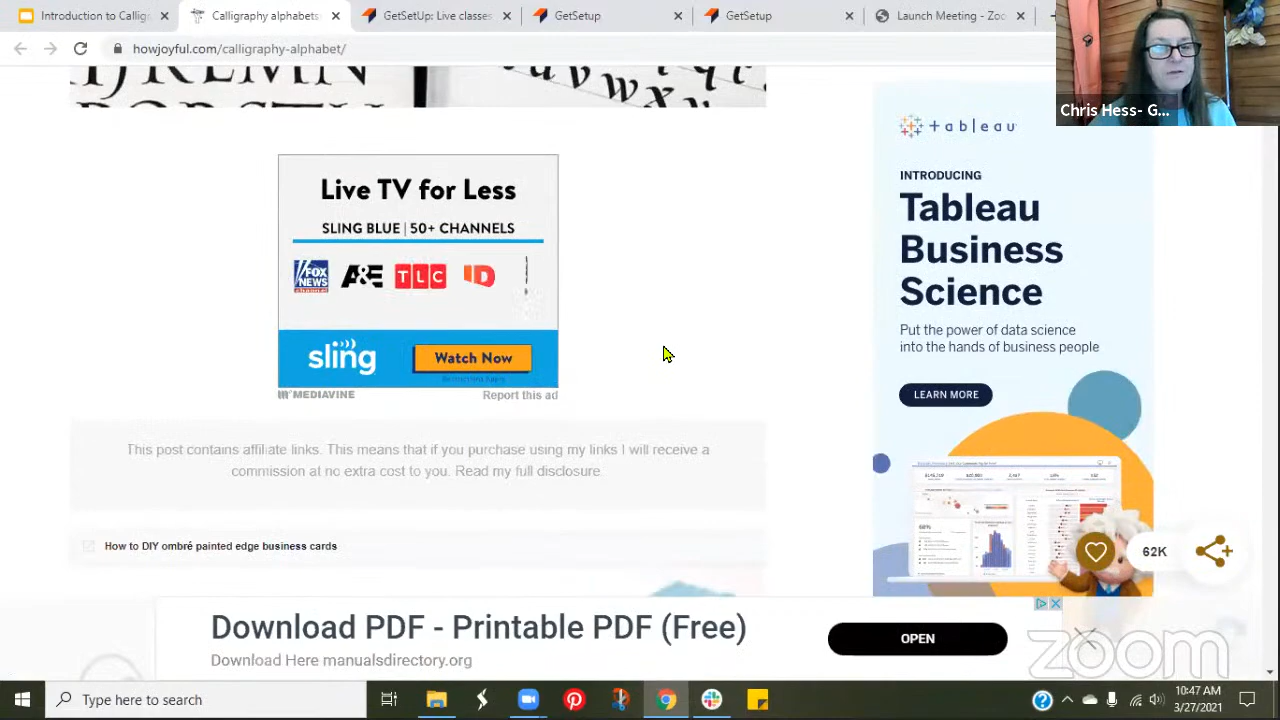 Introduction to Callig
Calligraphy alphabets
GetSetUp: Live classes
GetSetup
GetSetup
Launch Meeting - Zoo
howjoyful.com/calligraphy-alphabet/
Chris Hess- G...
IJKLMN
Live TV for Less
SLING BLUE | 50+ CHANNELS
FOX NEWS channel A&E TLC ID
sling Watch Now
MEDIAVINE Report this ad
+ableau
INTRODUCING
Tableau
Business
Science
Put the power of data science
into the hands of business people
LEARN MORE
This post contains affiliate links. This means that if you purchase using my links I will receive a
commission at no extra cost to you. Read my full disclosure
How to DIY ombré painted edge business cards
62K
Download PDF - Printable PDF (Free)
Download Here manualsdirectory.org
OPEN
zoom
Type here to search
10:47 AM
3/27/2021